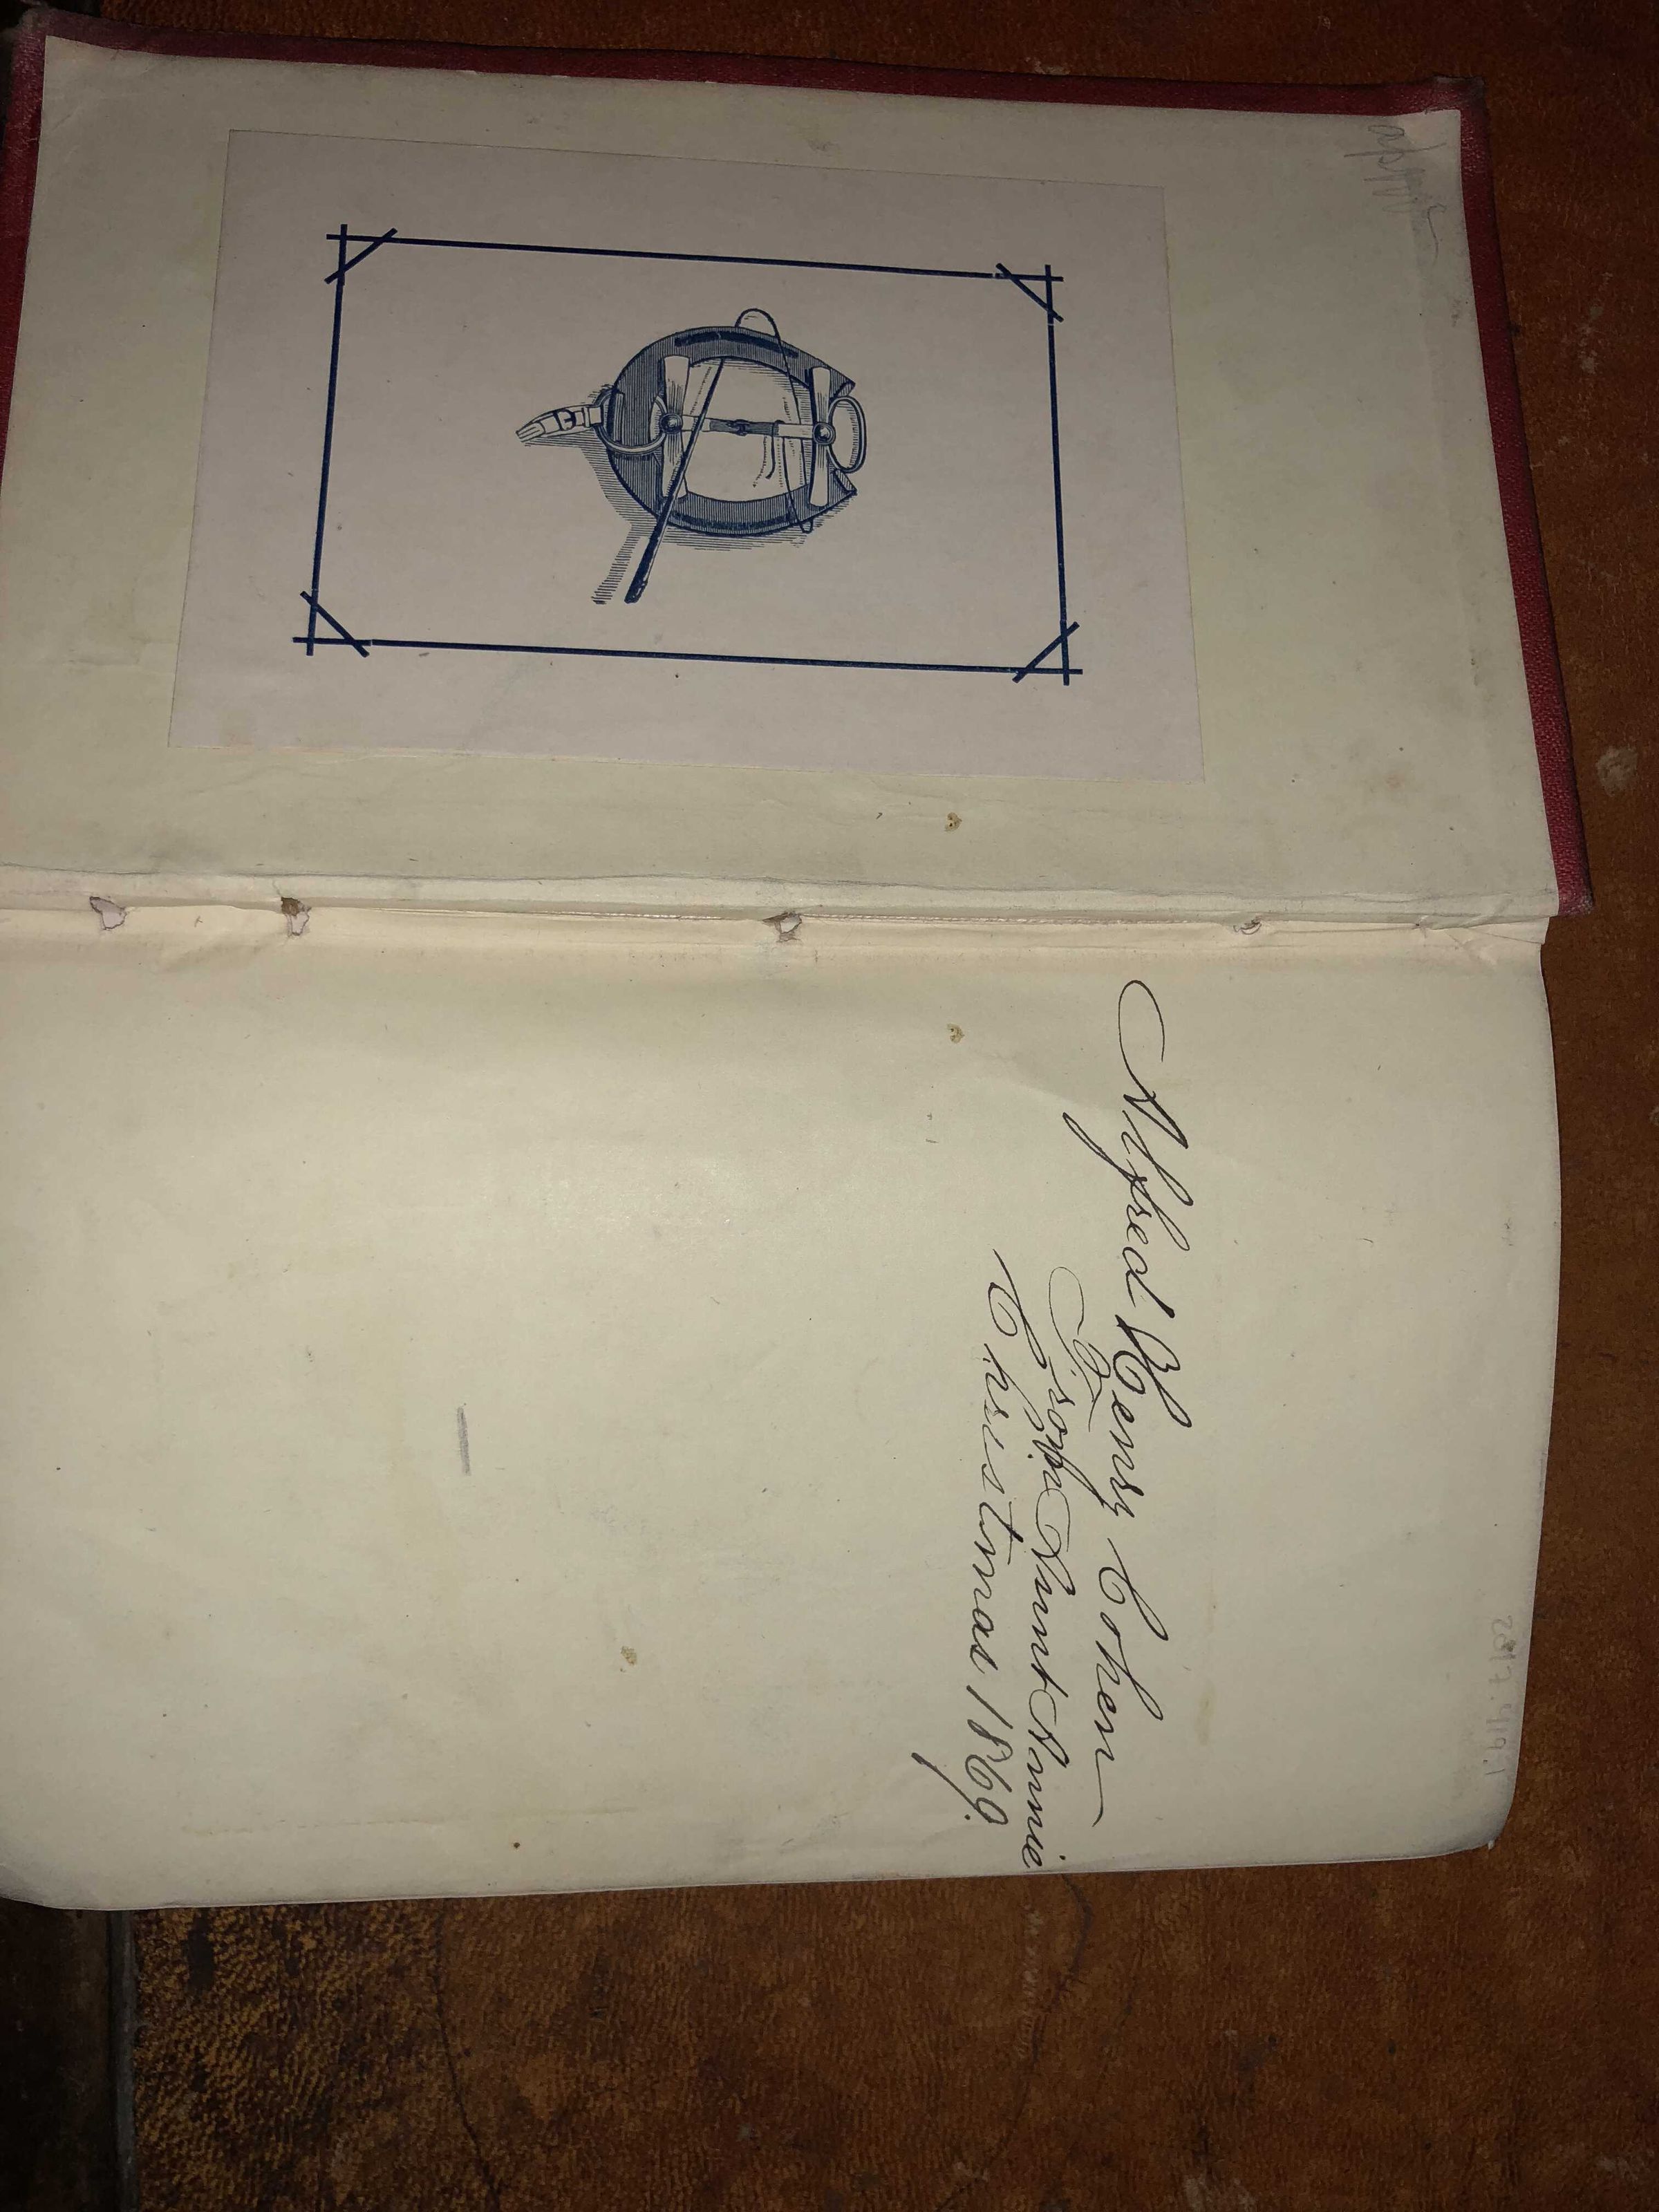 Alfred Henry Cohen
From Aunt Annie
Christmas 1869.